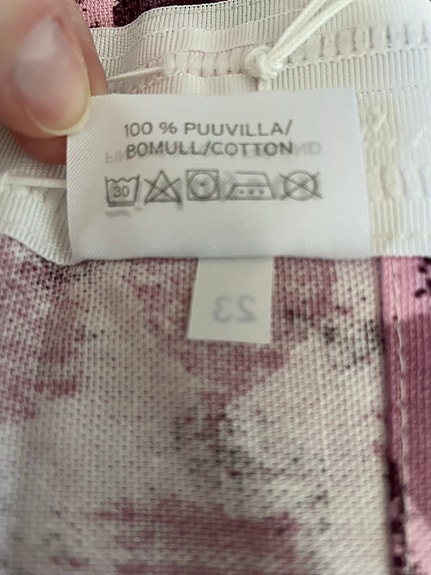 100 % PUUVILLA/
BOMULL/COTTON
30
23